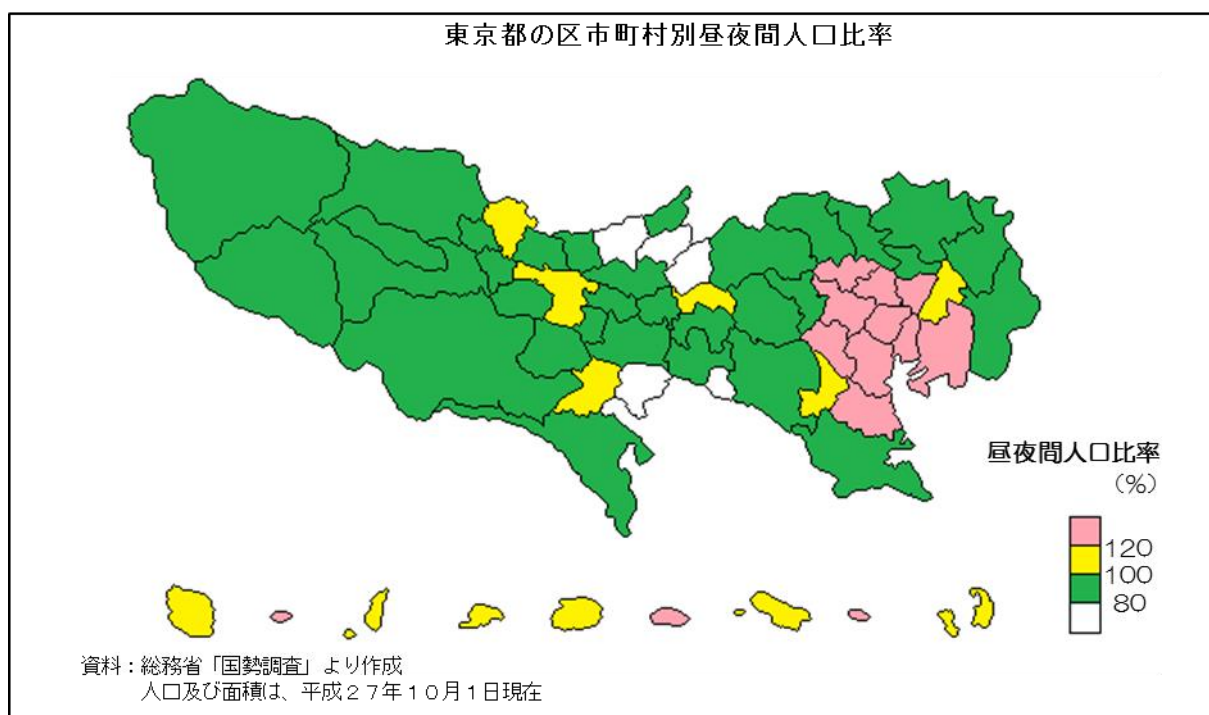 東京都の区市町村別昼夜間人口比率
昼夜間人口比率
(%)
120
100
80
資料:総務省「国勢調査」より作成
人口及び面積は、平成27年10月1日現在